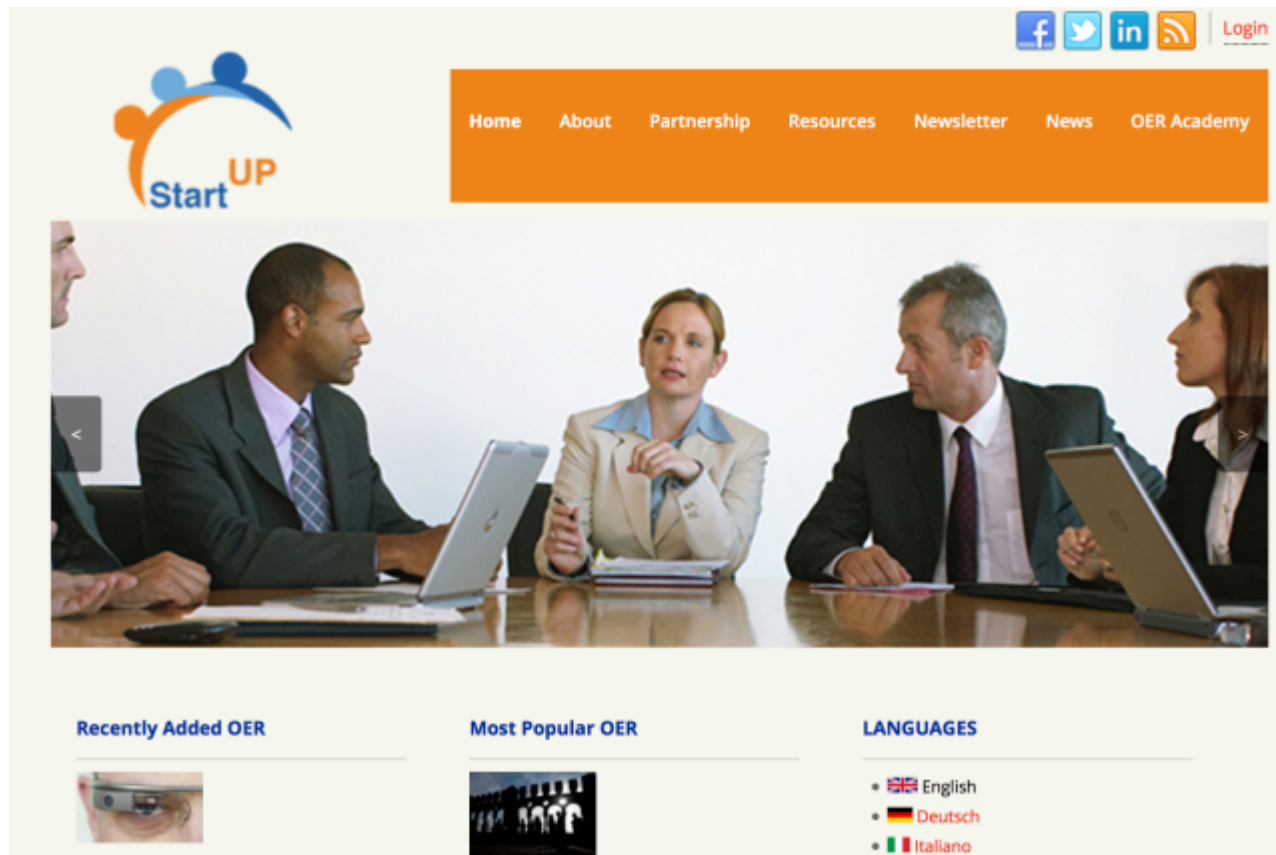 Login
UP
Start
Home About Partnership Resources Newsletter News OER Academy
< >
Recently Added OER Most Popular OER LANGUAGES
English
Deutsch
Italiano